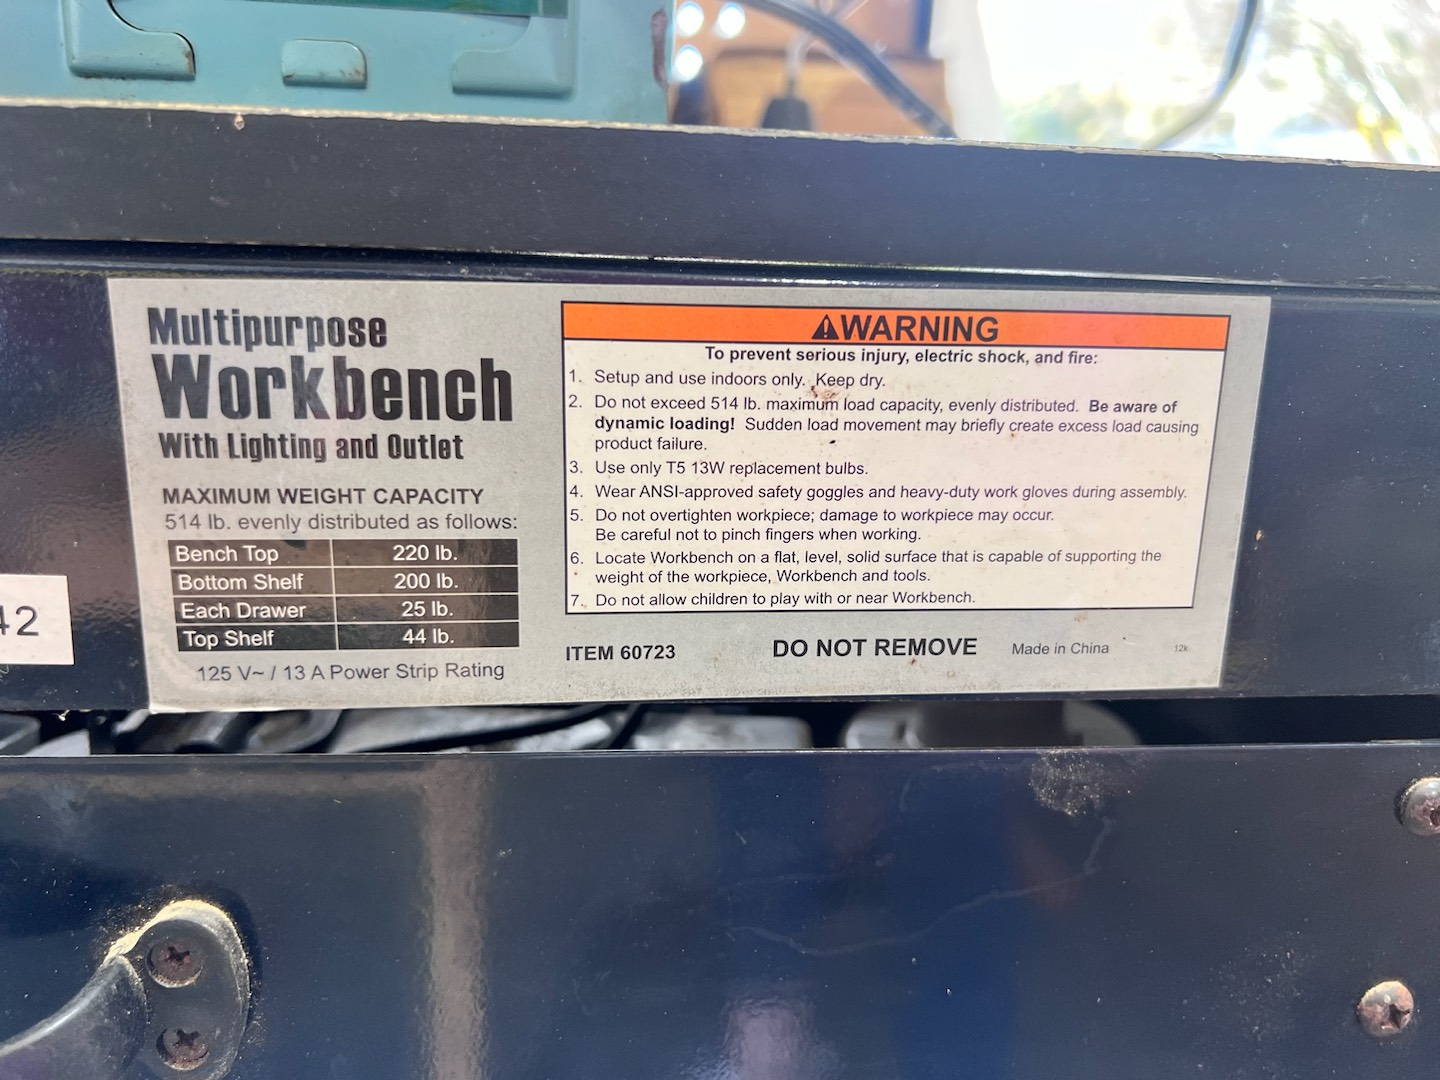 Multipurpose
Workbench
With Lighting and Outlet
MAXIMUM WEIGHT CAPACITY
514 lb. evenly distributed as follows:
Bench Top 220 lb.
Bottom Shelf 200 lb.
Each Drawer 25 lb.
Top Shelf 44 lb.
125 V~ / 13 A Power Strip Rating
⚠WARNING
To prevent serious injury, electric shock, and fire:
1. Setup and use indoors only. Keep dry.
2. Do not exceed 514 lb. maximum load capacity, evenly distributed. Be aware of
dynamic loading! Sudden load movement may briefly create excess load causing
product failure.
3. Use only T5 13W replacement bulbs.
4. Wear ANSI-approved safety goggles and heavy-duty work gloves during assembly.
5. Do not overtighten workpiece; damage to workpiece may occur.
Be careful not to pinch fingers when working.
6. Locate Workbench on a flat, level, solid surface that is capable of supporting the
weight of the workpiece, Workbench and tools.
7. Do not allow children to play with or near Workbench.
ITEM 60723 DO NOT REMOVE Made in China 12k
42